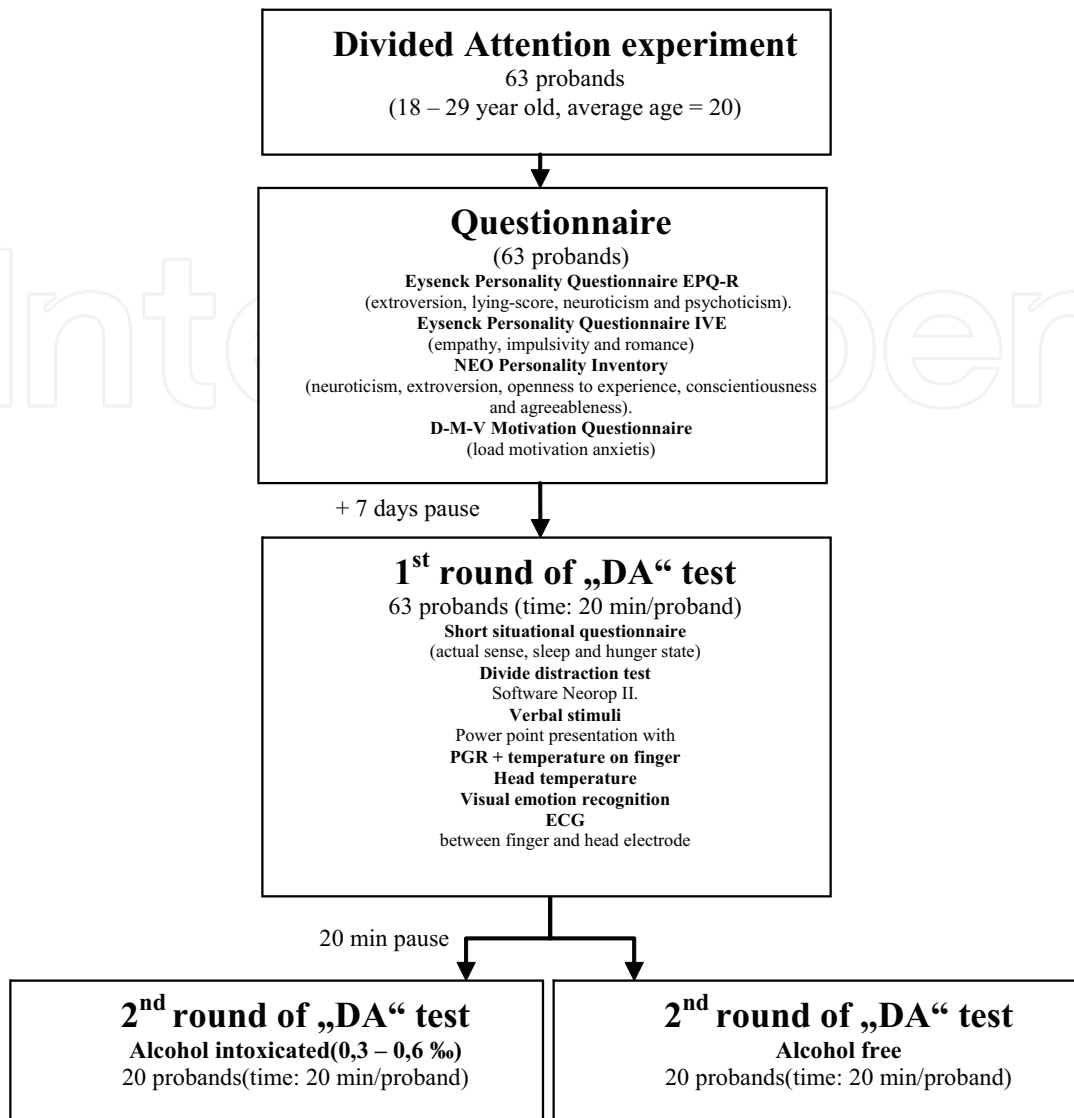 Divided Attention experiment
63 probands
(18 – 29 year old, average age = 20)
Questionnaire
(63 probands)
Eysenck Personality Questionnaire EPQ-R
(extroversion, lying-score, neuroticism and psychoticism).
Eysenck Personality Questionnaire IVE
(empathy, impulsivity and romance)
NEO Personality Inventory
(neuroticism, extroversion, openness to experience, conscientiousness
and agreeableness).
D-M-V Motivation Questionnaire
(load motivation anxietis)
+ 7 days pause
1st round of „DA“ test
63 probands (time: 20 min/proband)
Short situational questionnaire
(actual sense, sleep and hunger state)
Divide distraction test
Software Neorop II.
Verbal stimuli
Power point presentation with
PGR + temperature on finger
Head temperature
Visual emotion recognition
ECG
between finger and head electrode
20 min pause
2nd round of „DA“ test
Alcohol intoxicated(0,3 – 0,6 ‰)
20 probands(time: 20 min/proband)
2nd round of „DA“ test
Alcohol free
20 probands(time: 20 min/proband)